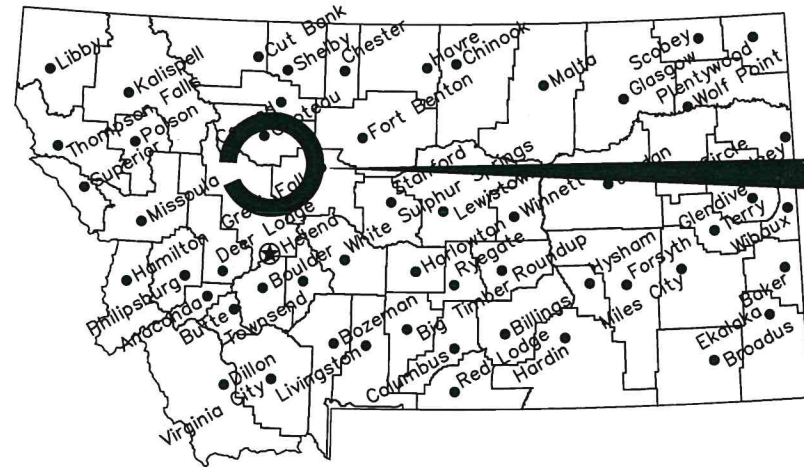 Libby
Kalispell
Cut Bank
Shelby
Chester
Havre
Chinook
Malta
Scobey
Glasgow
Plentywood
Wolf Point
Thompson Falls
Polson
Superior
Fort Benton
Missoula
Stanford
Lewistown
Winnett
Circle
Glendive
Terry
Wibaux
Hamilton
Philipsburg
Deer Lodge
Helena
Boulder
White Sulphur Springs
Harlowton
Ryegate
Roundup
Hysham
Forsyth
Miles City
Baker
Ekalaka
Broadus
Anaconda
Butte
Townsend
Bozeman
Big Timber
Billings
Hardin
Columbus
Red Lodge
Livingston
Dillon
Virginia City